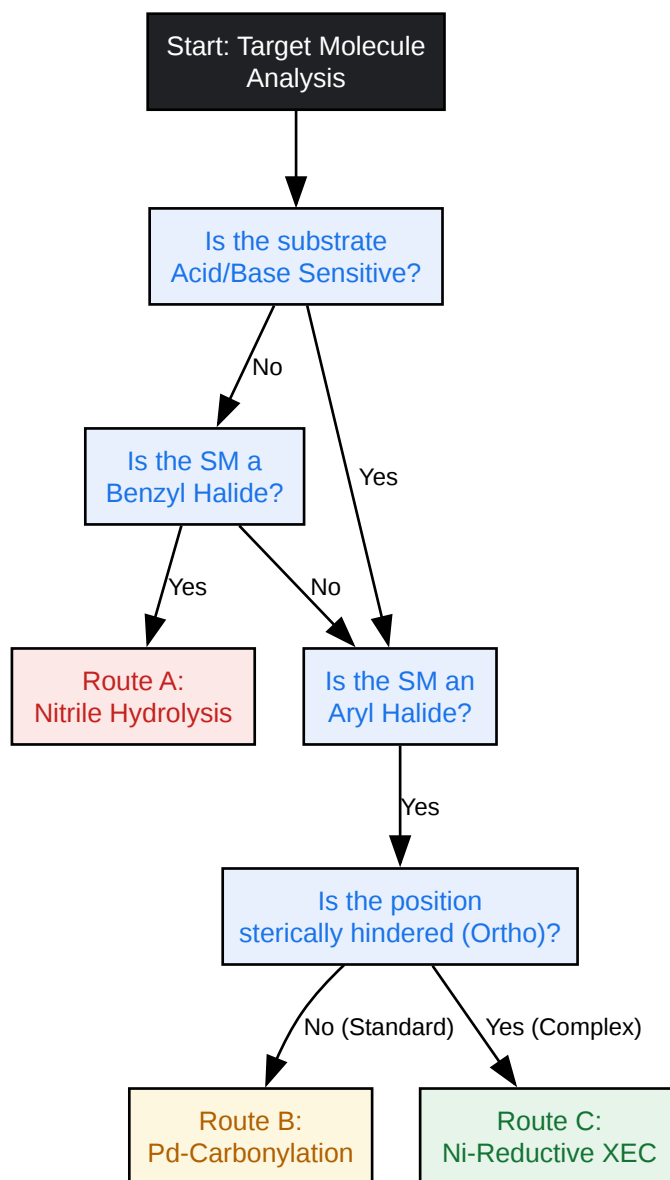 Start: Target Molecule
Analysis
Is the substrate
Acid/Base Sensitive?
No
Yes
Is the SM a
Benzyl Halide?
Yes
No
Route A:
Nitrile Hydrolysis
Is the SM an
Aryl Halide?
Yes
Is the position
sterically hindered (Ortho)?
No (Standard)
Yes (Complex)
Route B:
Pd-Carbonylation
Route C:
Ni-Reductive XEC